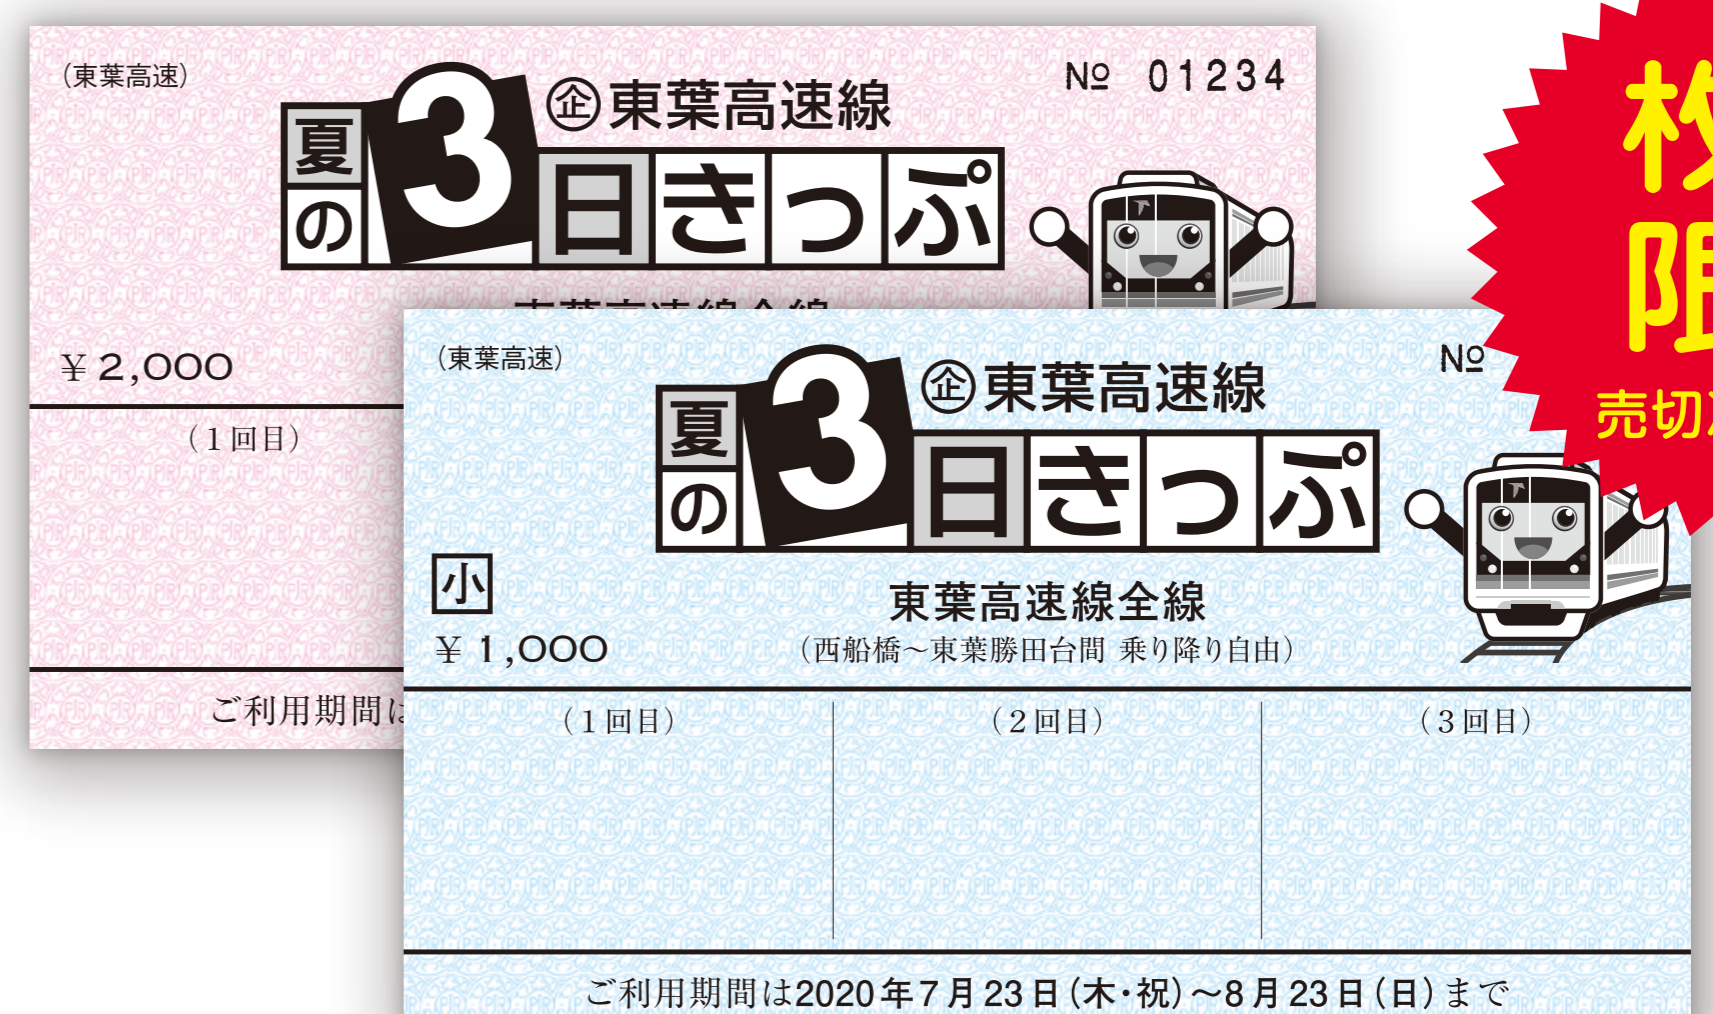 （東葉高速）
№ 01234
㊭東葉高速線
夏の3日きっぷ
¥2,000
（1回目）
ご利用期間は
（東葉高速）
№
㊭東葉高速線
夏の3日きっぷ
小
¥1,000
東葉高速線全線
（西船橋～東葉勝田台間 乗り降り自由）
（1回目）
（2回目）
（3回目）
ご利用期間は2020年7月23日（木・祝）～8月23日（日）まで
枚
限
売切